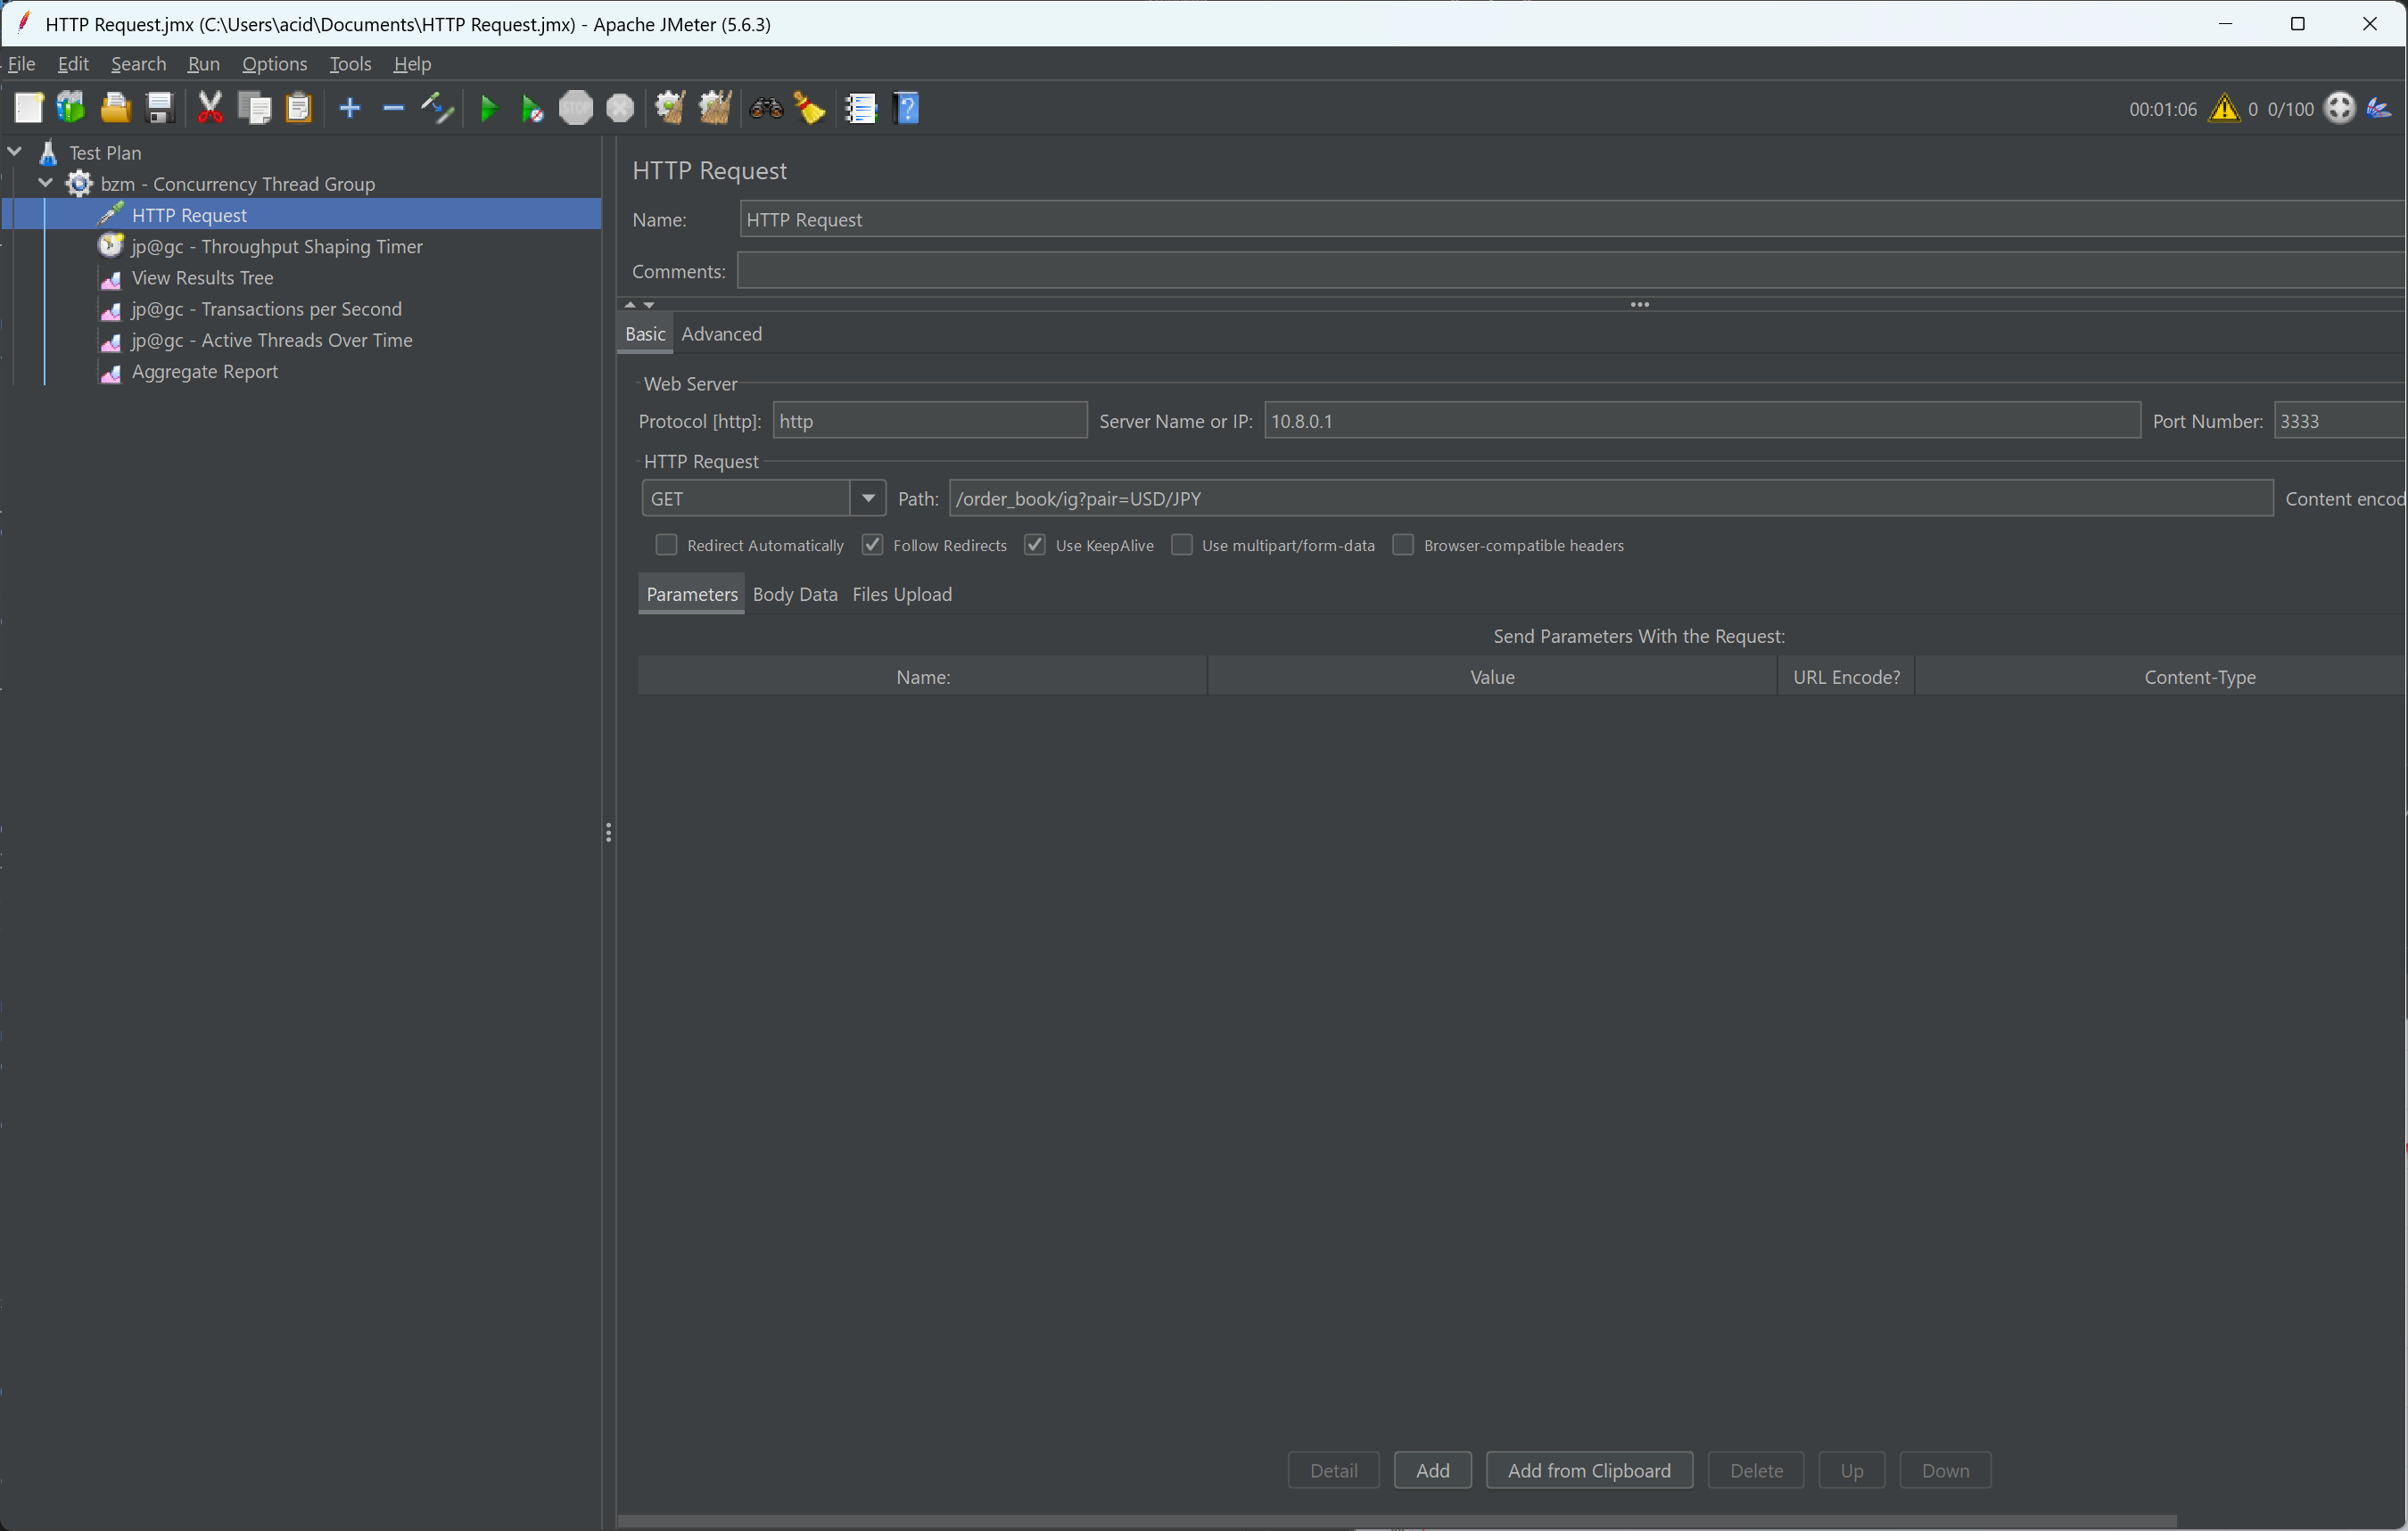 HTTP Request.jmx (C:\Users\acid\Documents\HTTP Request.jmx) - Apache JMeter (5.6.3)
File Edit Search Run Options Tools Help
STOP
?
00:01:06 0 0/100
Test Plan
bzm - Concurrency Thread Group
HTTP Request
jp@gc - Throughput Shaping Timer
View Results Tree
jp@gc - Transactions per Second
jp@gc - Active Threads Over Time
Aggregate Report
HTTP Request
Name: HTTP Request
Comments:
Basic Advanced
Web Server
Protocol [http]: http Server Name or IP: 10.8.0.1 Port Number: 3333
HTTP Request
GET Path: /order_book/ig?pair=USD/JPY Content encod
Redirect Automatically Follow Redirects Use KeepAlive Use multipart/form-data Browser-compatible headers
Parameters Body Data Files Upload
Send Parameters With the Request:
Name: Value URL Encode? Content-Type
Detail Add Add from Clipboard Delete Up Down